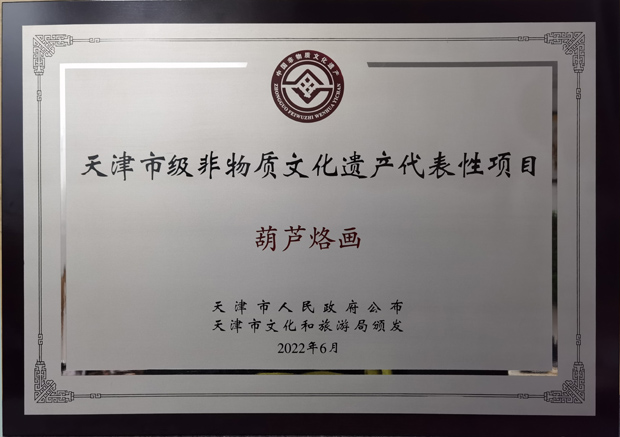 中国非物质文化遗产
ZHONGGUO FEIWUZHI WENHUA YICHAN
天津市级非物质文化遗产代表性项目
葫芦烙画
天津市人民政府公布
天津市文化和旅游局颁发
2022年6月